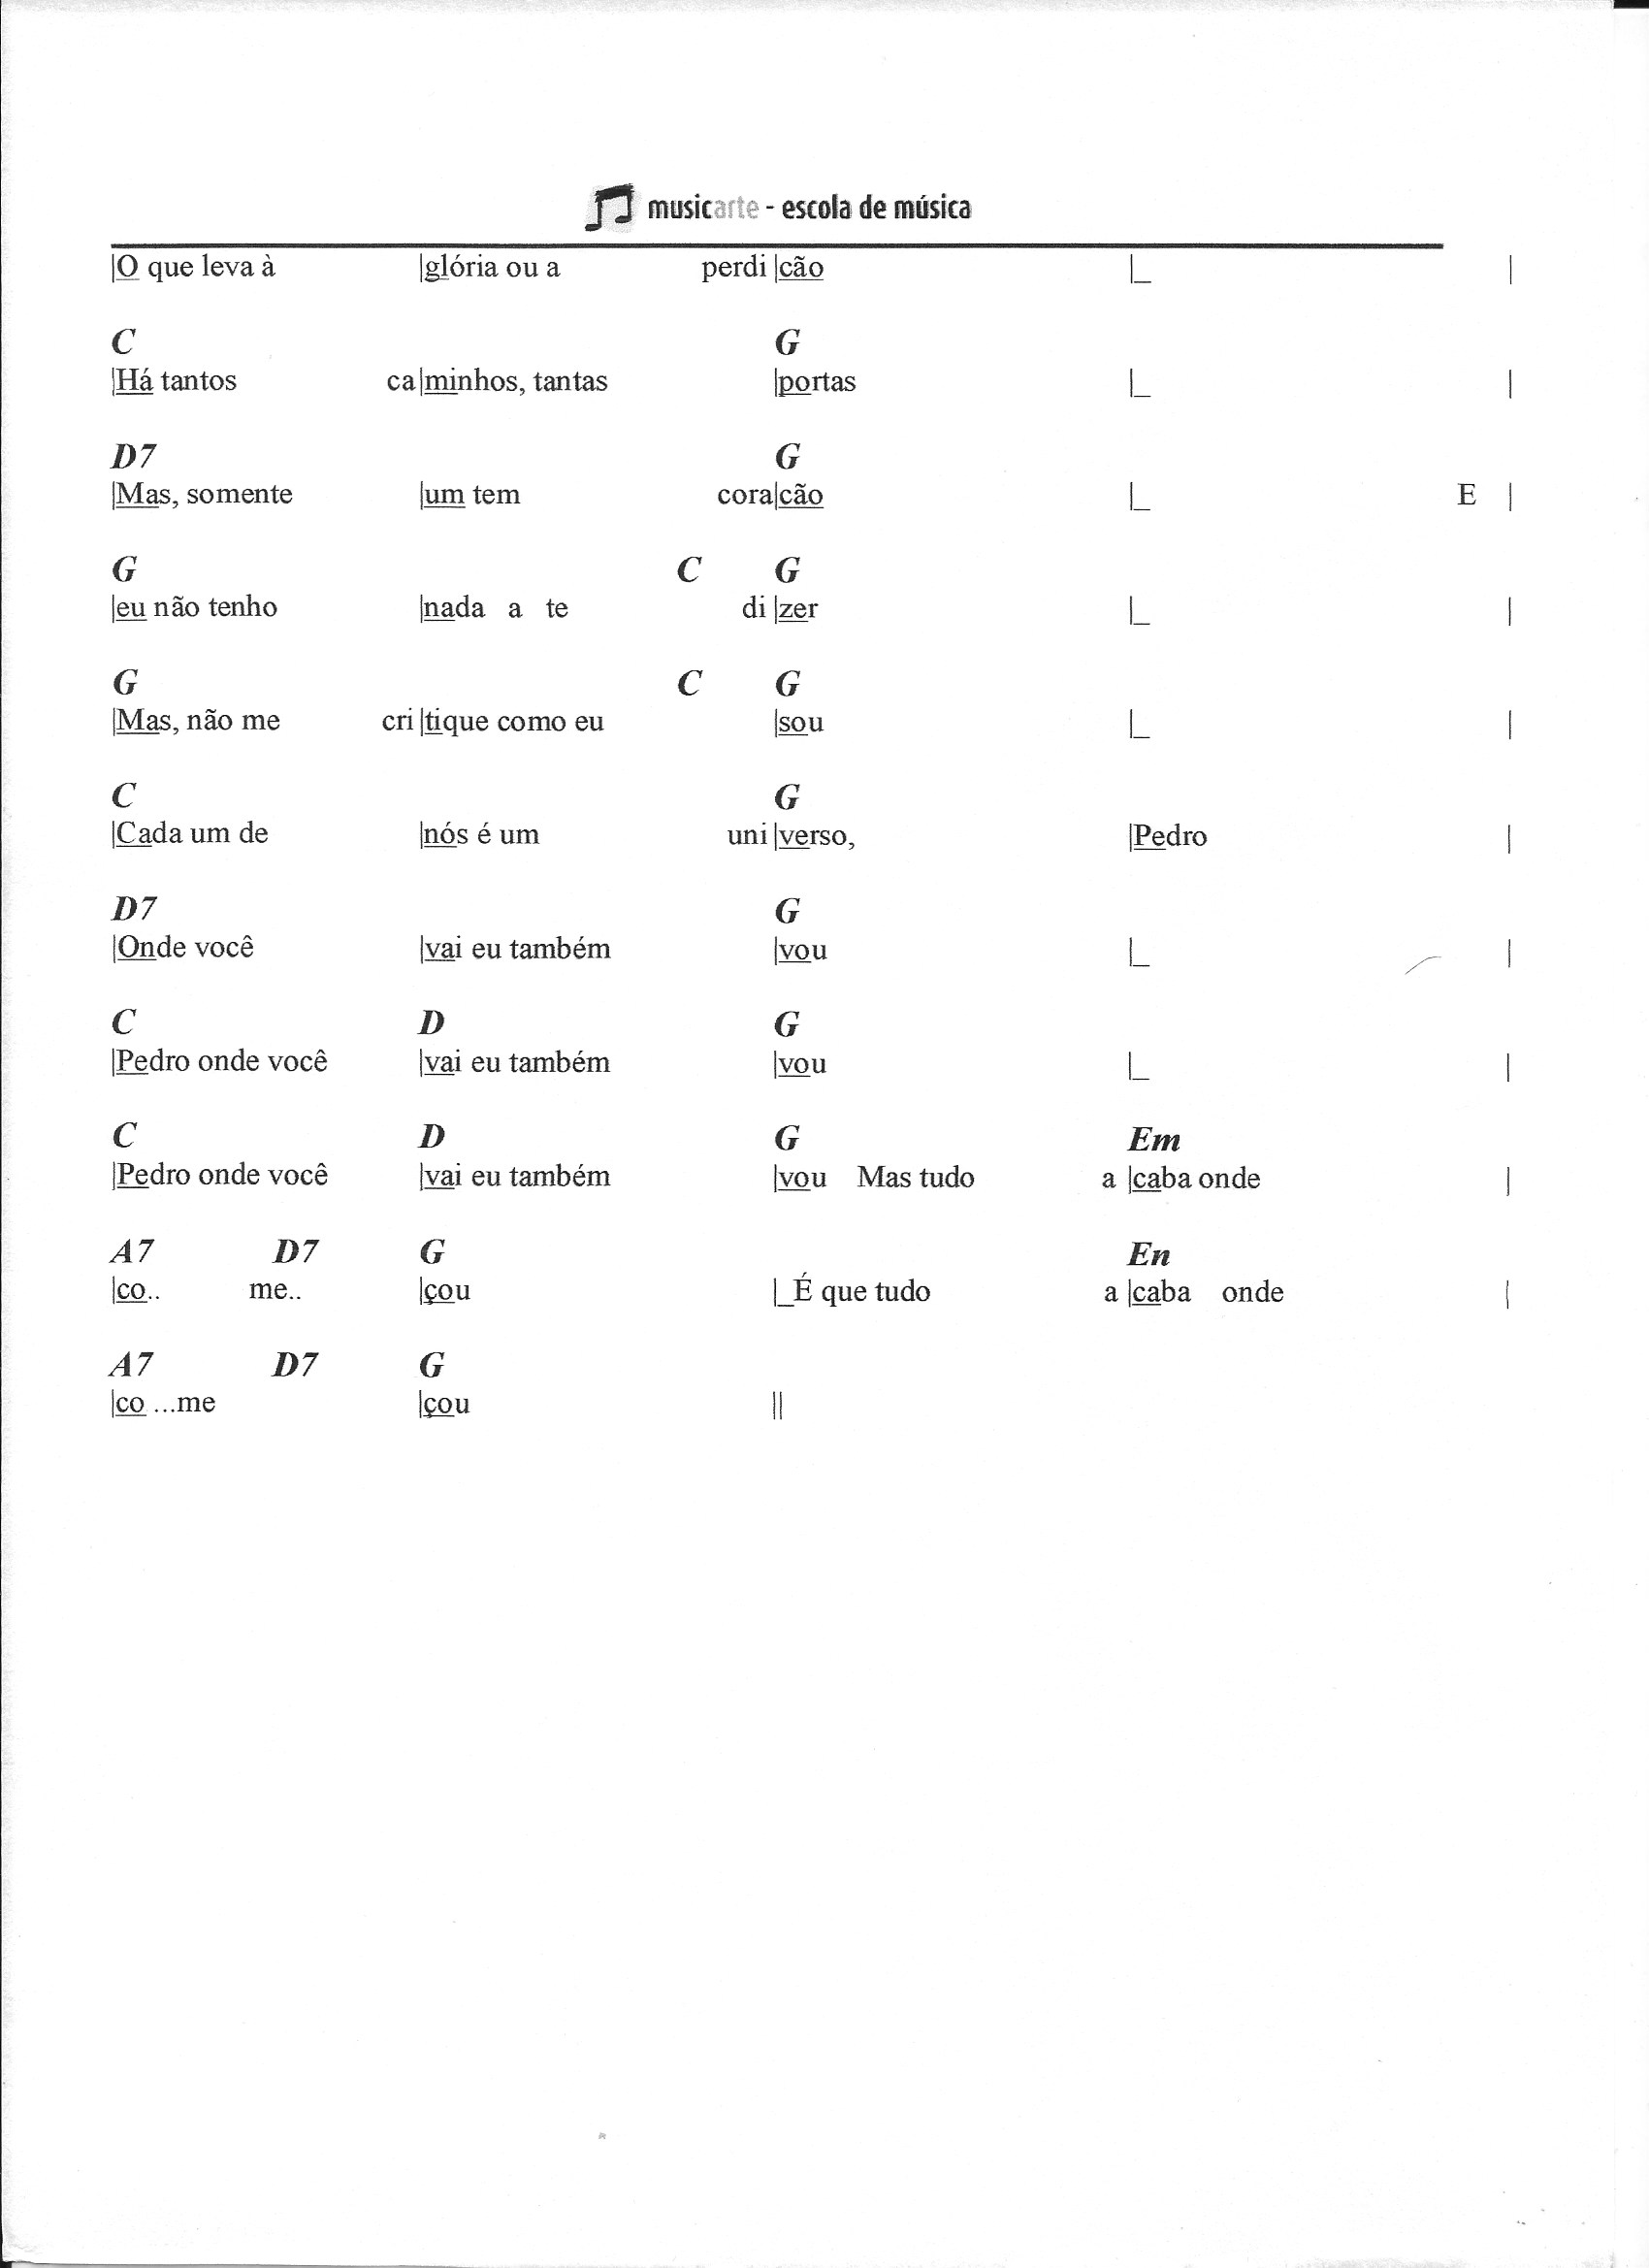 musicarte - escola de música
|O que leva à |glória ou a perdi |cão |_ |
C G
|Há tantos ca|minhos, tantas |portas |_ |
D7 G
|Mas, somente |um tem cora|cão |_ E |
G C G
|eu não tenho |nada a te di |zer |_ |
G C G
|Mas, não me cri |tique como eu |sou |_ |
C G
|Cada um de |nós é um uni |verso, |Pedro |
D7 G
|Onde você |vai eu também |vou |_ |
C D G
|Pedro onde você |vai eu também |vou |_ |
C D G Em
|Pedro onde você |vai eu também |vou Mas tudo a |caba onde |
A7 D7 G En
|co.. me.. |çou |_É que tudo a |caba onde |
A7 D7 G
|co ...me |çou ||